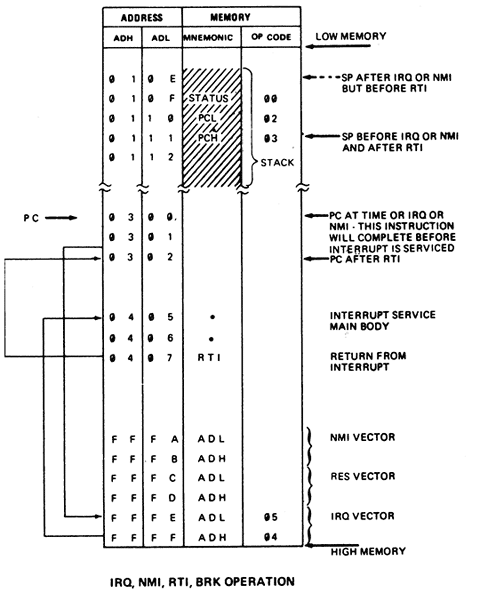 ADDRESS MEMORY
ADH ADL MNEMONIC OP CODE LOW MEMORY
0 1 0 E SP AFTER IRQ OR NMI
0 1 0 F STATUS 00 BUT BEFORE RTI
0 1 1 0 PCL 02
0 1 1 1 PCH 03 SP BEFORE IRQ OR NMI
0 1 1 2 STACK AND AFTER RTI
PC 0 3 0 0. PC AT TIME OR IRQ OR
NMI - THIS INSTRUCTION
0 3 0 1 WILL COMPLETE BEFORE
INTERRUPT IS SERVICED
0 3 0 2 PC AFTER RTI
0 4 0 5 • INTERRUPT SERVICE
MAIN BODY
0 4 0 6 •
0 4 0 7 RTI RETURN FROM
INTERRUPT
F F F A ADL NMI VECTOR
F F F B ADH
F F F C ADL RES VECTOR
F F F D ADH
F F F E ADL 05 IRQ VECTOR
F F F F ADH 04
HIGH MEMORY
IRQ, NMI, RTI, BRK OPERATION